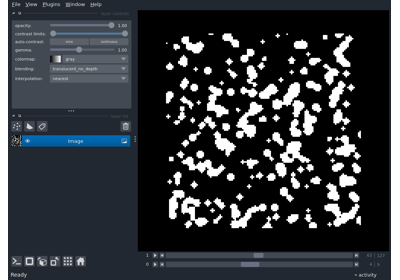 File View Plugins Window Help
opacity: 1.00
contrast limits:
auto-contrast: once continuous
gamma: 1.00
colormap: gray
blending: translucent_no_depth
interpolation: nearest
Image
1
0
Ready activity